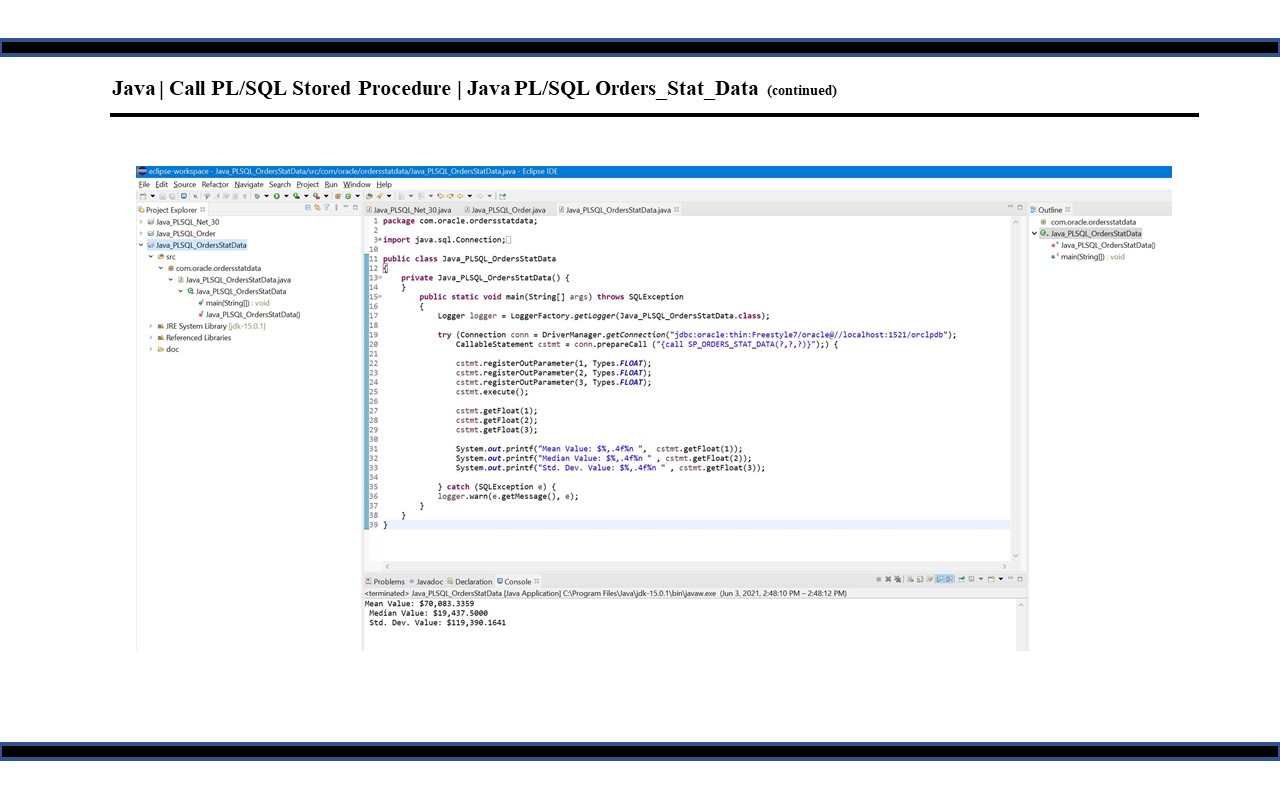 Java | Call PL/SQL Stored Procedure | Java PL/SQL Orders_Stat_Data (continued)
eclipse-workspace - Java_PLSQL_OrdersStatData/src/com/oracle/ordersstatdata/Java_PLSQL_OrdersStatData.java - Eclipse IDE
File Edit Source Refactor Navigate Search Project Run Window Help
Project Explorer
Java_PLSQL_Net_30
Java_PLSQL_Order
Java_PLSQL_OrdersStatData
src
com.oracle.ordersstatdata
Java_PLSQL_OrdersStatData.java
Java_PLSQL_OrdersStatData
main(String[]) : void
Java_PLSQL_OrdersStatData()
JRE System Library [jdk-15.0.1]
Referenced Libraries
doc
Java_PLSQL_Net_30.java Java_PLSQL_Order.java Java_PLSQL_OrdersStatData.java
1 package com.oracle.ordersstatdata;
2
3 import java.sql.Connection;
10
11 public class Java_PLSQL_OrdersStatData
12 {
13 private Java_PLSQL_OrdersStatData() {
14 }
15 public static void main(String[] args) throws SQLException
16 {
17 Logger logger = LoggerFactory.getLogger(Java_PLSQL_OrdersStatData.class);
18
19 try (Connection conn = DriverManager.getConnection("jdbc:oracle:thin:Freestyle7/oracle@//localhost:1521/orclpdb");
20 CallableStatement cstmt = conn.prepareCall ("{call SP_ORDERS_STAT_DATA(?,?,?)}");) {
21
22 cstmt.registerOutParameter(1, Types.FLOAT);
23 cstmt.registerOutParameter(2, Types.FLOAT);
24 cstmt.registerOutParameter(3, Types.FLOAT);
25 cstmt.execute();
26
27 cstmt.getFloat(1);
28 cstmt.getFloat(2);
29 cstmt.getFloat(3);
30
31 System.out.printf("Mean Value: $%,.4f%n ", cstmt.getFloat(1));
32 System.out.printf("Median Value: $%,.4f%n " , cstmt.getFloat(2));
33 System.out.printf("Std. Dev. Value: $%,.4f%n " , cstmt.getFloat(3));
34
35 } catch (SQLException e) {
36 logger.warn(e.getMessage(), e);
37 }
38 }
39 }
Outline
com.oracle.ordersstatdata
Java_PLSQL_OrdersStatData
Java_PLSQL_OrdersStatData()
main(String[]) : void
Problems Javadoc Declaration Console
<terminated> Java_PLSQL_OrdersStatData [Java Application] C:\Program Files\Java\jdk-15.0.1\bin\javaw.exe (Jun 3, 2021, 2:48:10 PM – 2:48:12 PM)
Mean Value: $70,083.3359
Median Value: $19,437.5000
Std. Dev. Value: $119,390.1641